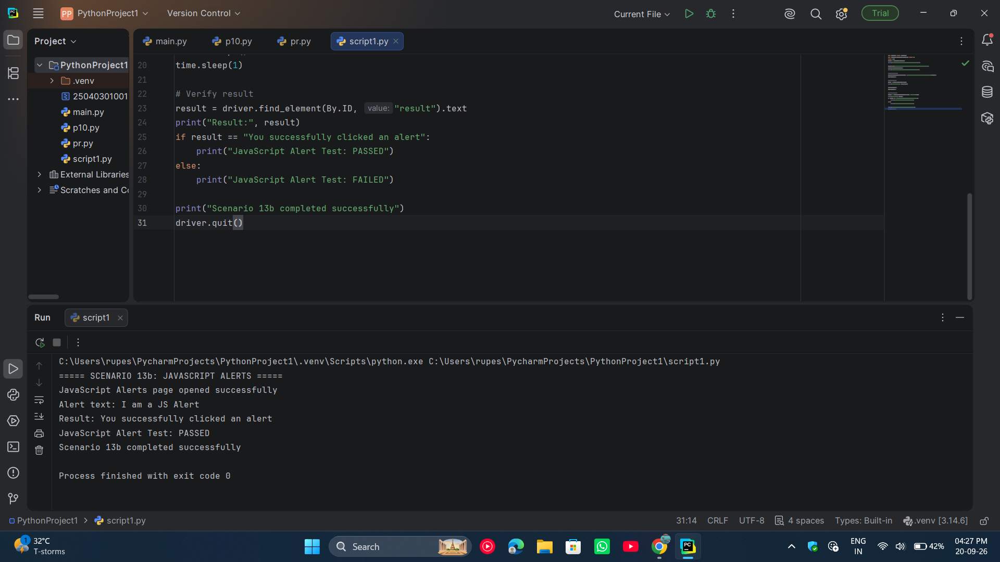 PP PythonProject1 Version Control Current File Trial
Project
main.py p10.py pr.py script1.py
PythonProject1
.venv
25040301001
main.py
p10.py
pr.py
script1.py
External Libraries
Scratches and Co
20 time.sleep(1)
21
22 # Verify result
23 result = driver.find_element(By.ID, value: "result").text
24 print("Result:", result)
25 if result == "You successfully clicked an alert":
26 print("JavaScript Alert Test: PASSED")
27 else:
28 print("JavaScript Alert Test: FAILED")
29
30 print("Scenario 13b completed successfully")
31 driver.quit()
Run script1
C:\Users\rupes\PycharmProjects\PythonProject1\.venv\Scripts\python.exe C:\Users\rupes\PycharmProjects\PythonProject1\script1.py
===== SCENARIO 13b: JAVASCRIPT ALERTS =====
JavaScript Alerts page opened successfully
Alert text: I am a JS Alert
Result: You successfully clicked an alert
JavaScript Alert Test: PASSED
Scenario 13b completed successfully
Process finished with exit code 0
PythonProject1 > script1.py 31:14 CRLF UTF-8 4 spaces Types: Built-in .venv [3.14.6]
1 32°C
T-storms
Search
ENG
IN
42%
04:27 PM
20-09-26